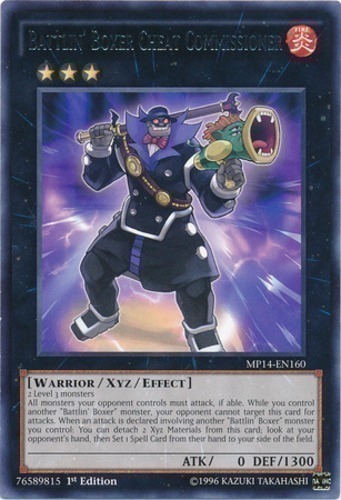 BATTLIN' BOXER CHEAT COMMISSIONER
FIRE
炎
MP14-EN160
[WARRIOR/XYZ/EFFECT]
2 Level 3 monsters
All monsters your opponent controls must attack, if able. While you control
another "Battlin' Boxer" monster, your opponent cannot target this card for
attacks. When an attack is declared involving another "Battlin' Boxer" monster
you control: You can detach 2 Xyz Materials from this card; look at your
opponent's hand, then Set 1 Spell Card from their hand to your side of the field.
ATK/ 0 DEF/1300
76589815 1st Edition ©1996 KAZUKI TAKAHASHI